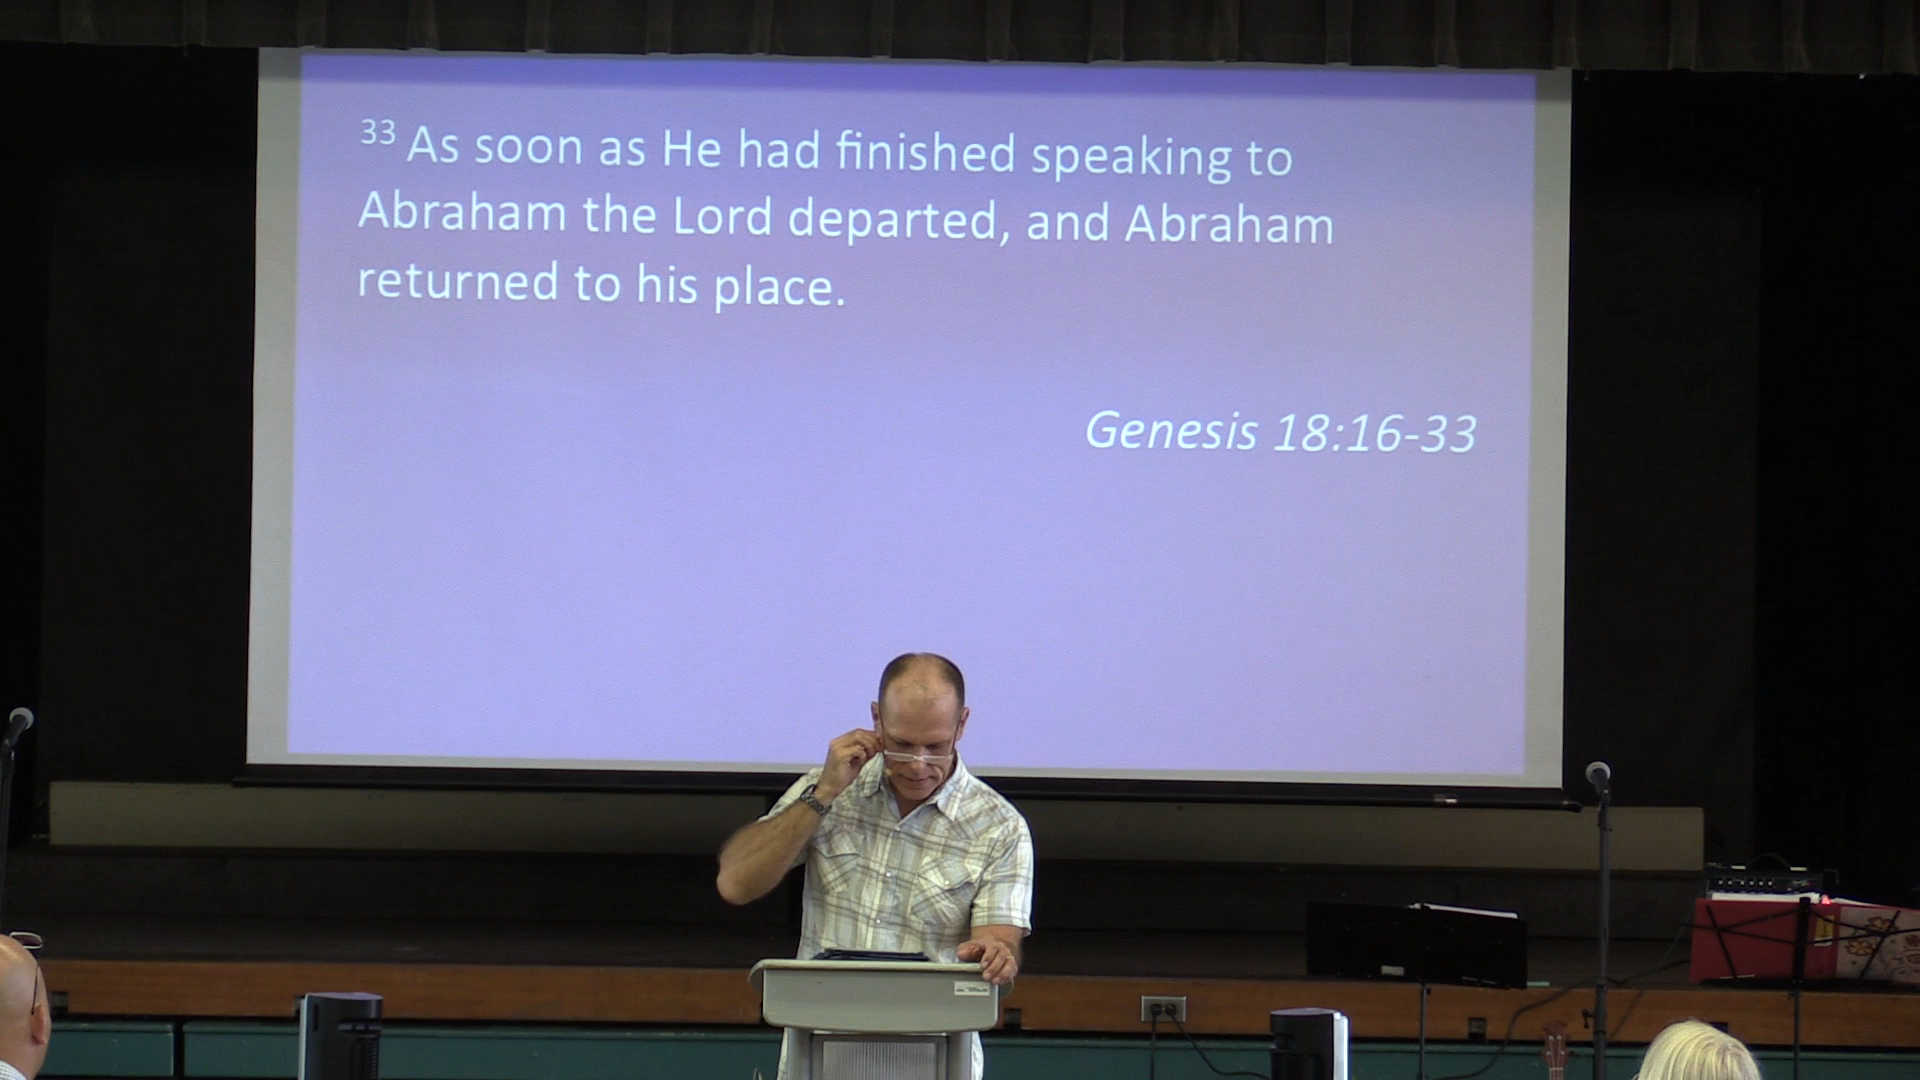 33 As soon as He had finished speaking to
Abraham the Lord departed, and Abraham
returned to his place.
Genesis 18:16-33